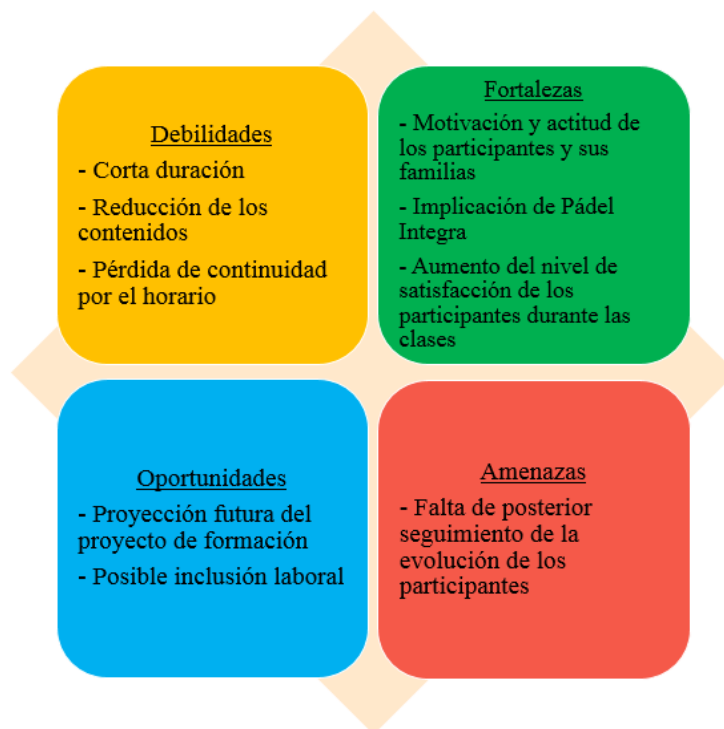 Debilidades
- Corta duración
- Reducción de los
contenidos
- Pérdida de continuidad
por el horario
Fortalezas
- Motivación y actitud de
los participantes y sus
familias
- Implicación de Pádel
Integra
- Aumento del nivel de
satisfacción de los
participantes durante las
clases
Oportunidades
- Proyección futura del
proyecto de formación
- Posible inclusión laboral
Amenazas
- Falta de posterior
seguimiento de la
evolución de los
participantes